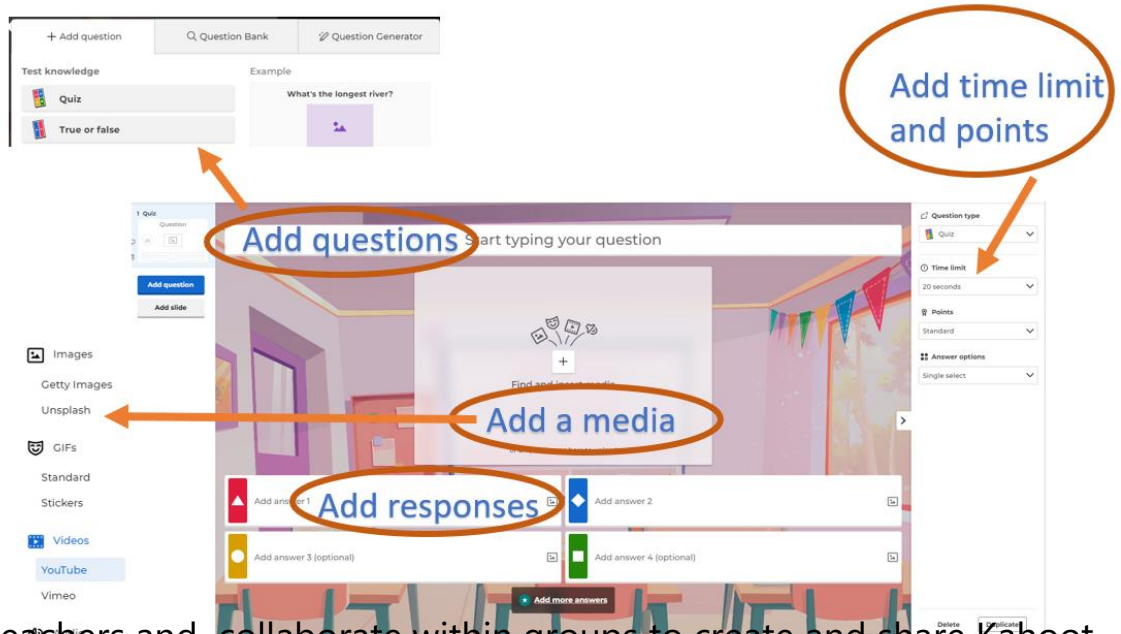 + Add question
Question Bank
Question Generator
Test knowledge
Example
Quiz
What's the longest river?
True or false
Add time limit
and points
1 Quiz
Question
Add question
Add slide
Add questions
Start typing your question
Question type
Quiz
Time limit
20 seconds
Points
Standard
Answer options
Single select
Images
Getty Images
Unsplash
GIFs
Standard
Stickers
Videos
YouTube
Vimeo
Find and insert media
Add a media
Add answer 1
Add responses
Add answer 2
Add answer 3 (optional)
Add answer 4 (optional)
Add more answers
Delete
Duplicate
and collaborate within groups to create and share Kahoot